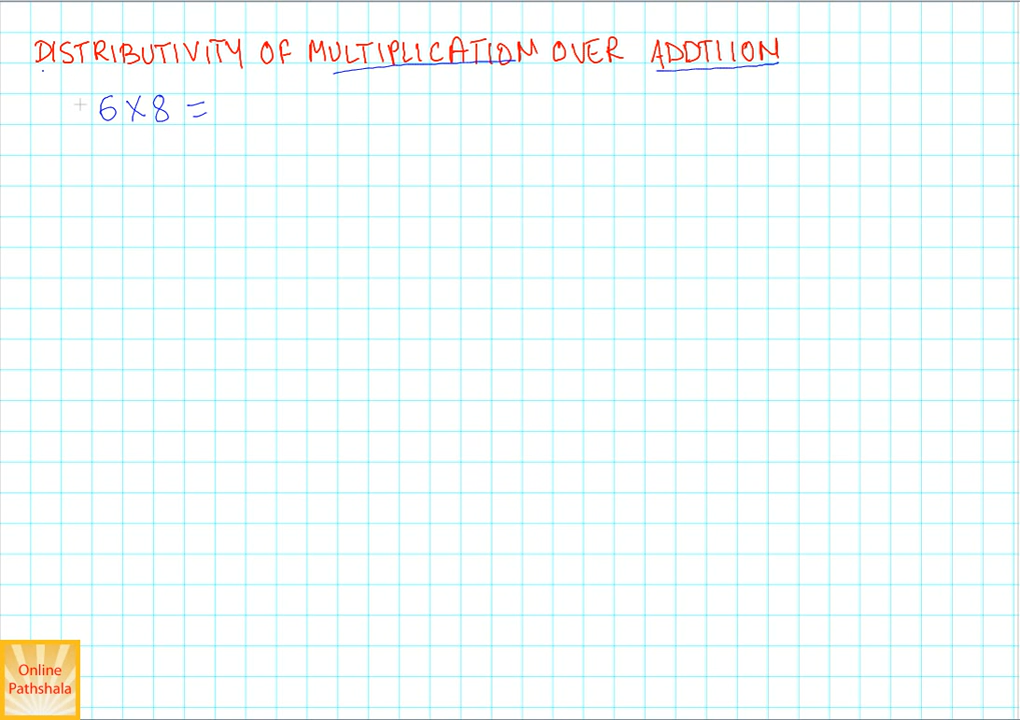 DISTRIBUTIVITY OF MULTIPLICATION OVER ADDTIION
6 × 8 =
Online
Pathshala